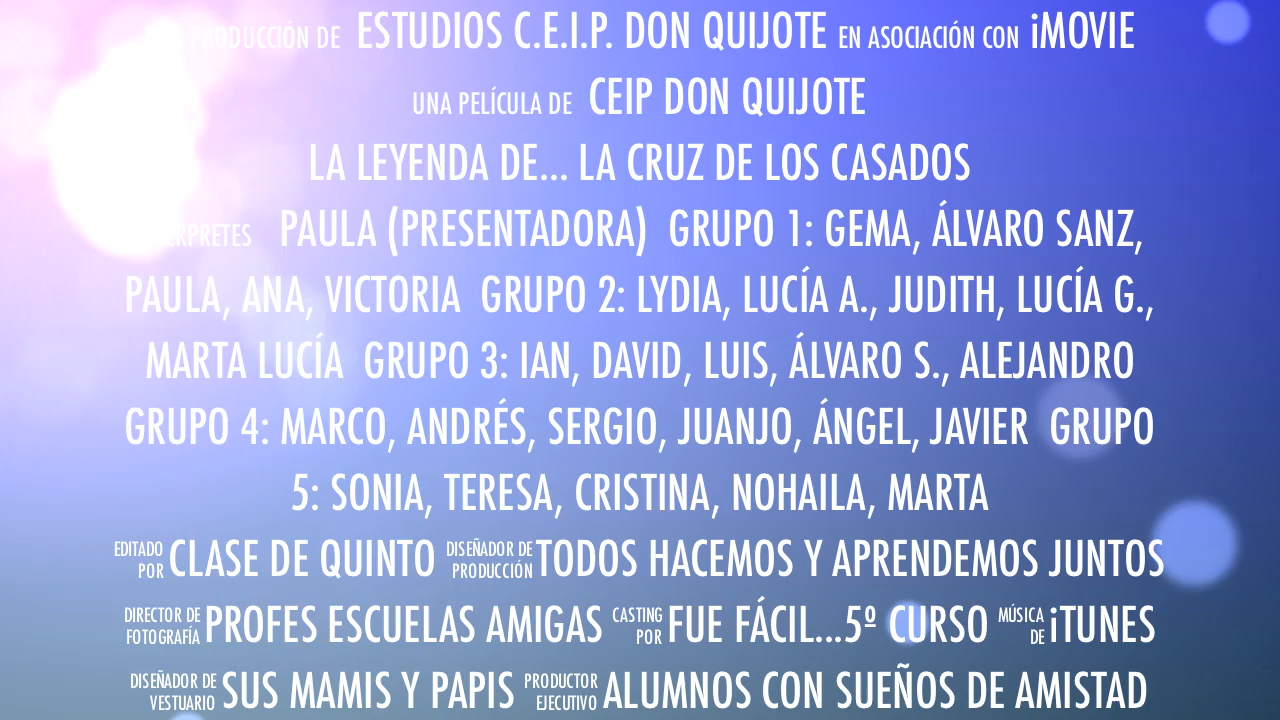 PRODUCCIÓN DE ESTUDIOS C.E.I.P. DON QUIJOTE EN ASOCIACIÓN CON iMOVIE
UNA PELÍCULA DE CEIP DON QUIJOTE
LA LEYENDA DE... LA CRUZ DE LOS CASADOS
PAULA (PRESENTADORA) GRUPO 1: GEMA, ÁLVARO SANZ,
PAULA, ANA, VICTORIA GRUPO 2: LYDIA, LUCÍA A., JUDITH, LUCÍA G.,
MARTA LUCÍA GRUPO 3: IAN, DAVID, LUIS, ÁLVARO S., ALEJANDRO
GRUPO 4: MARCO, ANDRÉS, SERGIO, JUANJO, ÁNGEL, JAVIER GRUPO
5: SONIA, TERESA, CRISTINA, NOHAILA, MARTA
EDITADO POR CLASE DE QUINTO DISEÑADOR DE PRODUCCIÓN TODOS HACEMOS Y APRENDEMOS JUNTOS
DIRECTOR DE FOTOGRAFÍA PROFES ESCUELAS AMIGAS CASTING POR FUE FÁCIL...5º CURSO MÚSICA DE iTUNES
DISEÑADOR DE VESTUARIO SUS MAMIS Y PAPIS PRODUCTOR EJECUTIVO ALUMNOS CON SUEÑOS DE AMISTAD